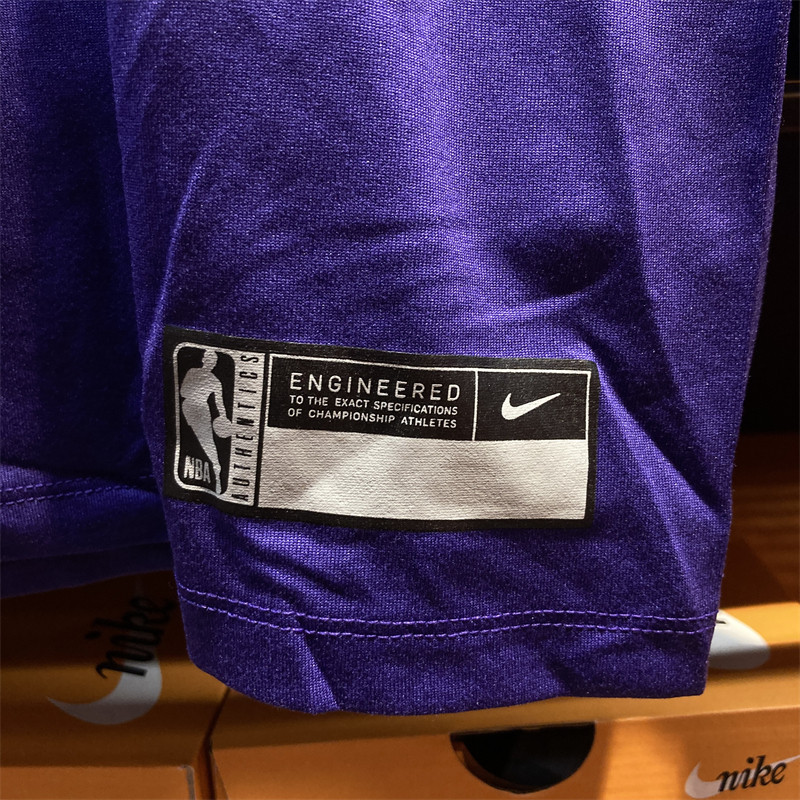 NBA
AUTHENTICS
ENGINEERED
TO THE EXACT SPECIFICATIONS
OF CHAMPIONSHIP ATHLETES
nike
nike